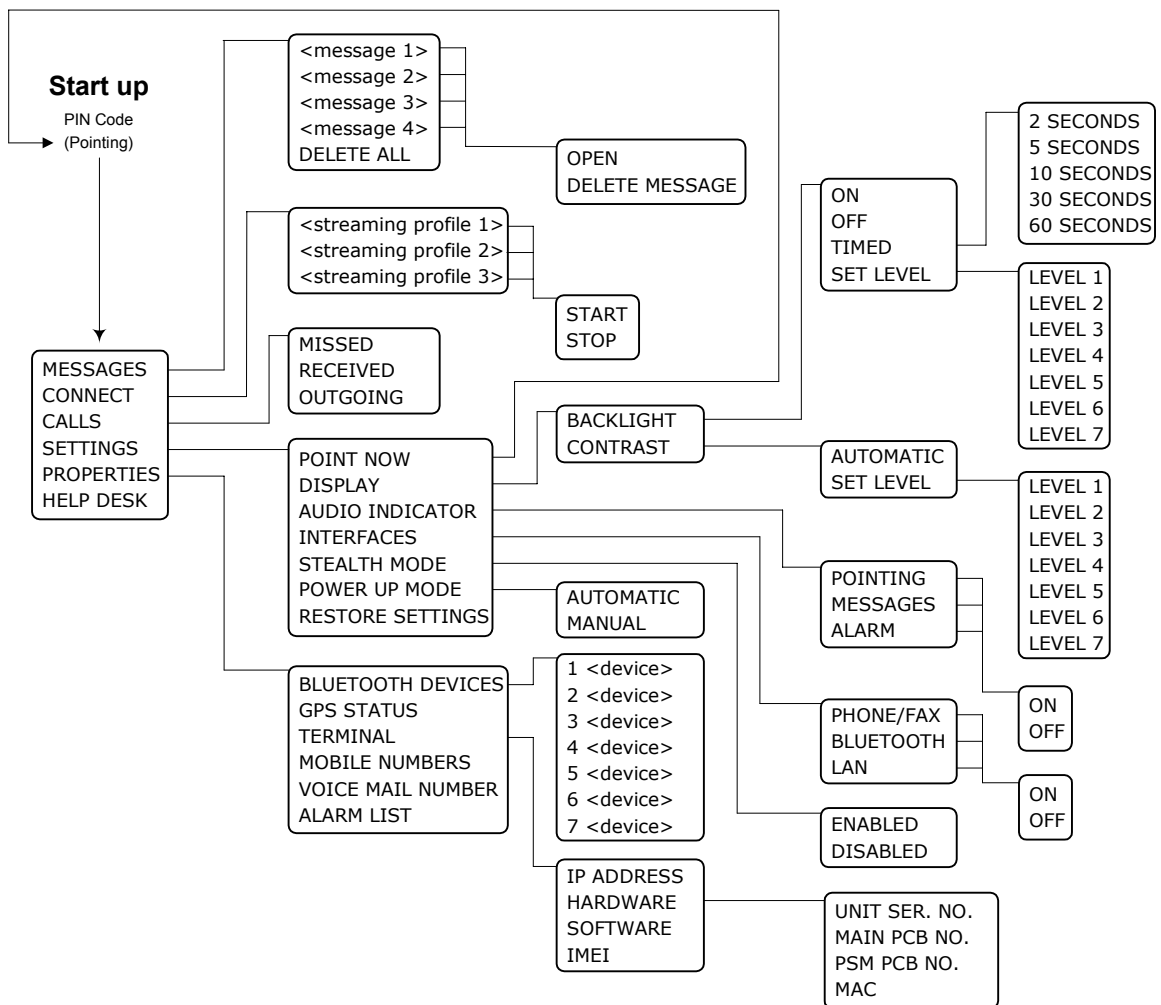 Start up
PIN Code
(Pointing)
MESSAGES
CONNECT
CALLS
SETTINGS
PROPERTIES
HELP DESK
<message 1>
<message 2>
<message 3>
<message 4>
DELETE ALL
OPEN
DELETE MESSAGE
<streaming profile 1>
<streaming profile 2>
<streaming profile 3>
START
STOP
MISSED
RECEIVED
OUTGOING
POINT NOW
DISPLAY
AUDIO INDICATOR
INTERFACES
STEALTH MODE
POWER UP MODE
RESTORE SETTINGS
BACKLIGHT
CONTRAST
ON
OFF
TIMED
SET LEVEL
2 SECONDS
5 SECONDS
10 SECONDS
30 SECONDS
60 SECONDS
LEVEL 1
LEVEL 2
LEVEL 3
LEVEL 4
LEVEL 5
LEVEL 6
LEVEL 7
AUTOMATIC
SET LEVEL
LEVEL 1
LEVEL 2
LEVEL 3
LEVEL 4
LEVEL 5
LEVEL 6
LEVEL 7
POINTING
MESSAGES
ALARM
ON
OFF
PHONE/FAX
BLUETOOTH
LAN
ON
OFF
ENABLED
DISABLED
AUTOMATIC
MANUAL
BLUETOOTH DEVICES
GPS STATUS
TERMINAL
MOBILE NUMBERS
VOICE MAIL NUMBER
ALARM LIST
1 <device>
2 <device>
3 <device>
4 <device>
5 <device>
6 <device>
7 <device>
IP ADDRESS
HARDWARE
SOFTWARE
IMEI
UNIT SER. NO.
MAIN PCB NO.
PSM PCB NO.
MAC